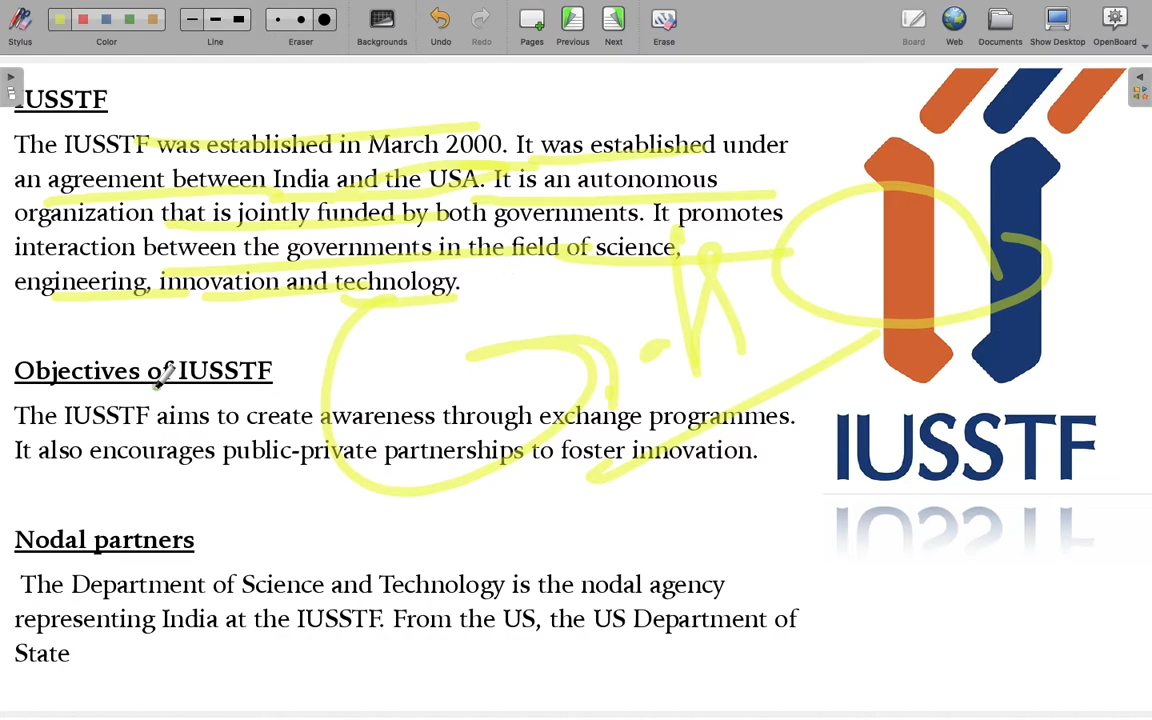 Stylus
Color
Line
Eraser
Backgrounds
Undo
Redo
Pages
Previous
Next
Erase
Board
Web
Documents
Show Desktop
OpenBoard
IUSSTF
The IUSSTF was established in March 2000. It was established under
an agreement between India and the USA. It is an autonomous
organization that is jointly funded by both governments. It promotes
interaction between the governments in the field of science,
engineering, innovation and technology.
Objectives of IUSSTF
The IUSSTF aims to create awareness through exchange programmes.
It also encourages public-private partnerships to foster innovation.
Nodal partners
The Department of Science and Technology is the nodal agency
representing India at the IUSSTF. From the US, the US Department of
State
IUSSTF